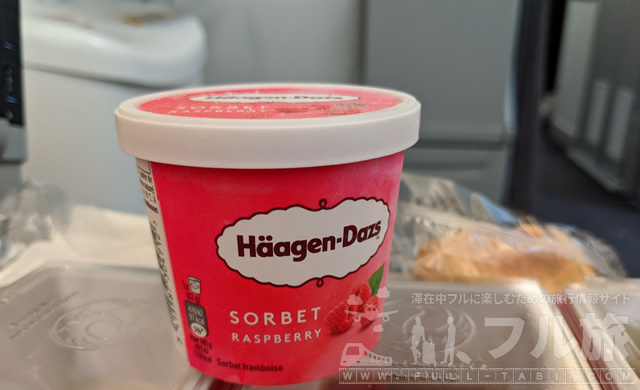 Häagen-Dazs
SORBET
RASPBERRY
Häagen-Dazs
SORBET
RASPBERRY
Sorbet framboise
滞在中フルに楽しむための旅行情報サイト
フル旅
WWW.FULL-TABI.COM